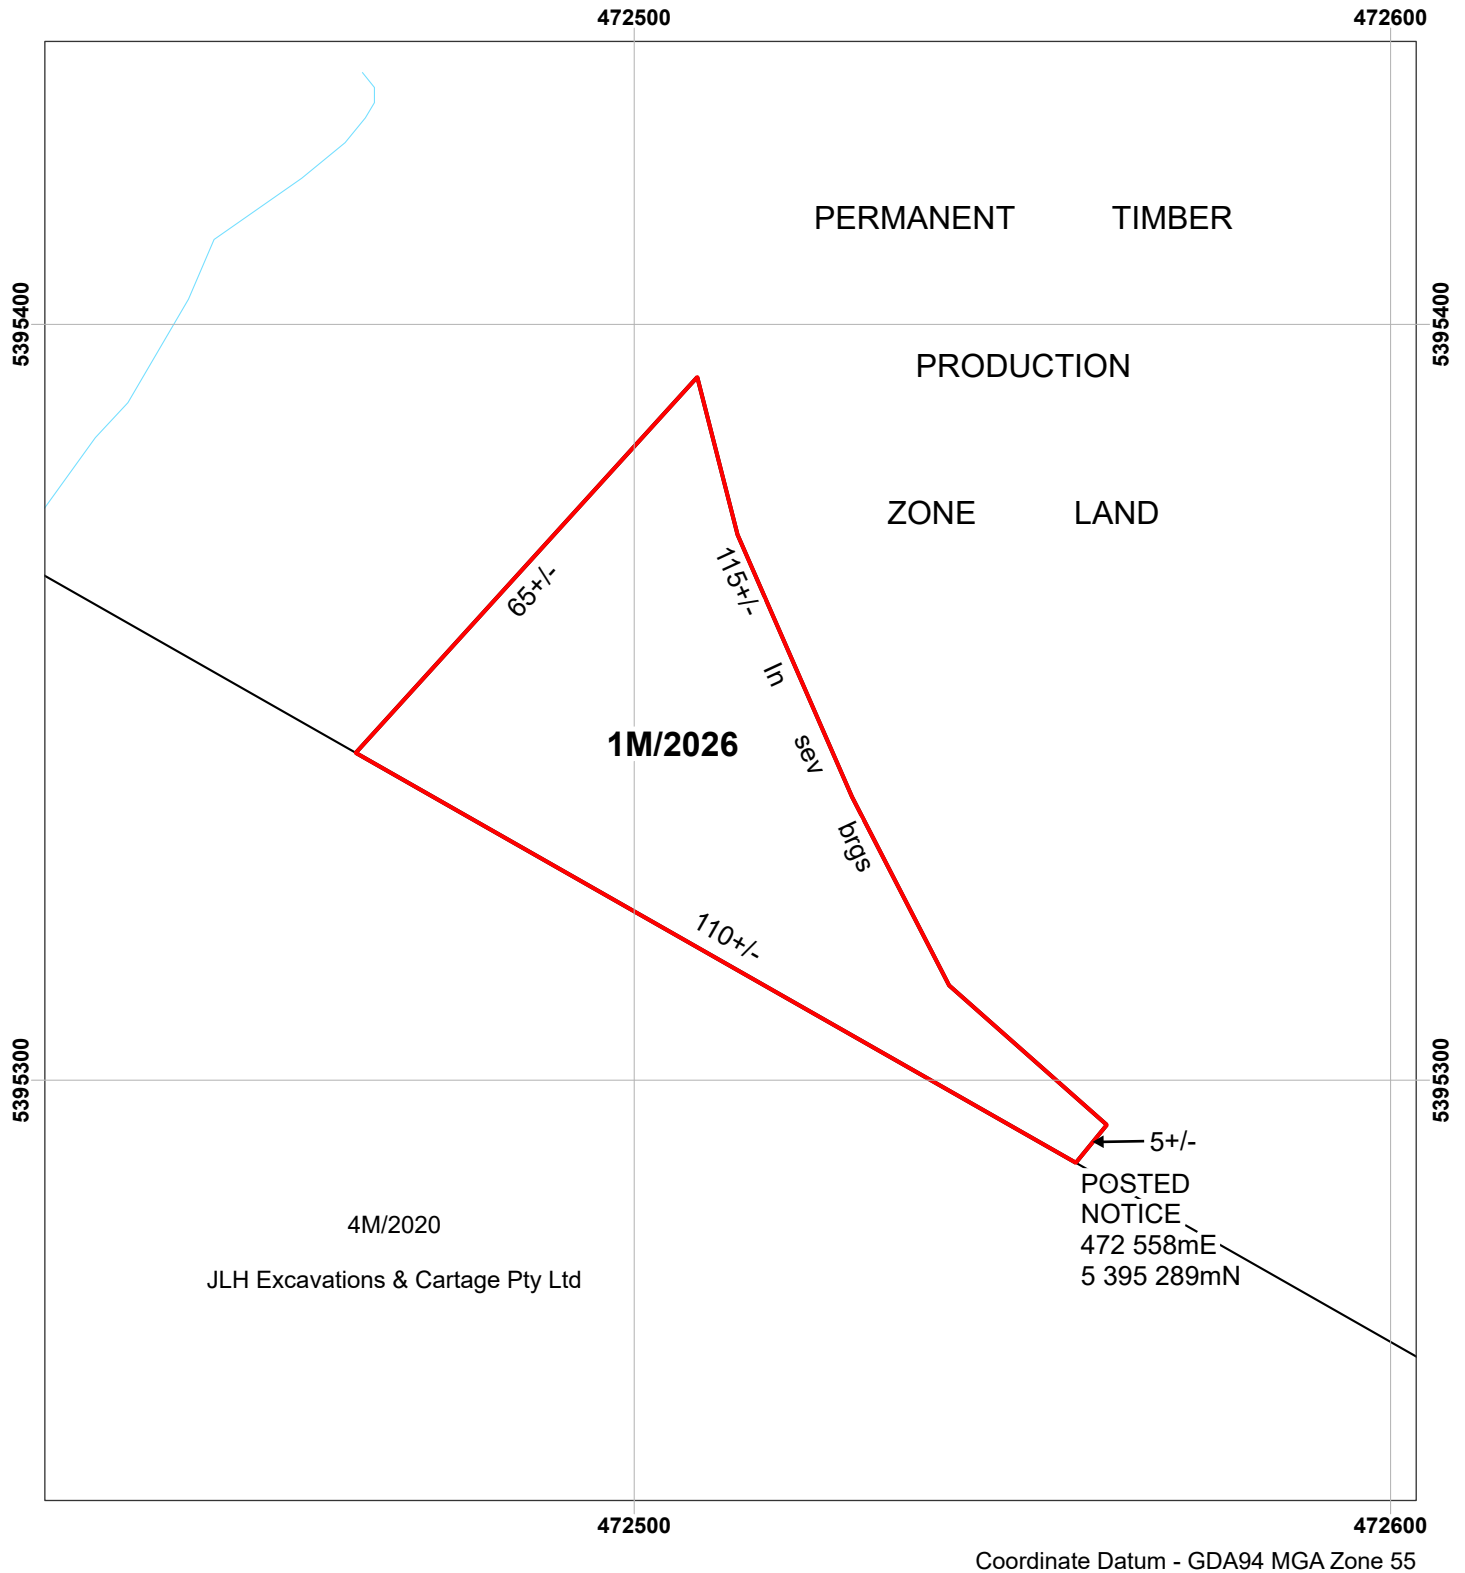 472500 472600
PERMANENT TIMBER
5395400 5395400
PRODUCTION
ZONE LAND
65+/-
115+/- In sev brgs
1M/2026
110+/-
5395300 5395300
5+/-
POSTED
NOTICE
472 558mE
5 395 289mN
4M/2020
JLH Excavations & Cartage Pty Ltd
472500 472600
Coordinate Datum - GDA94 MGA Zone 55